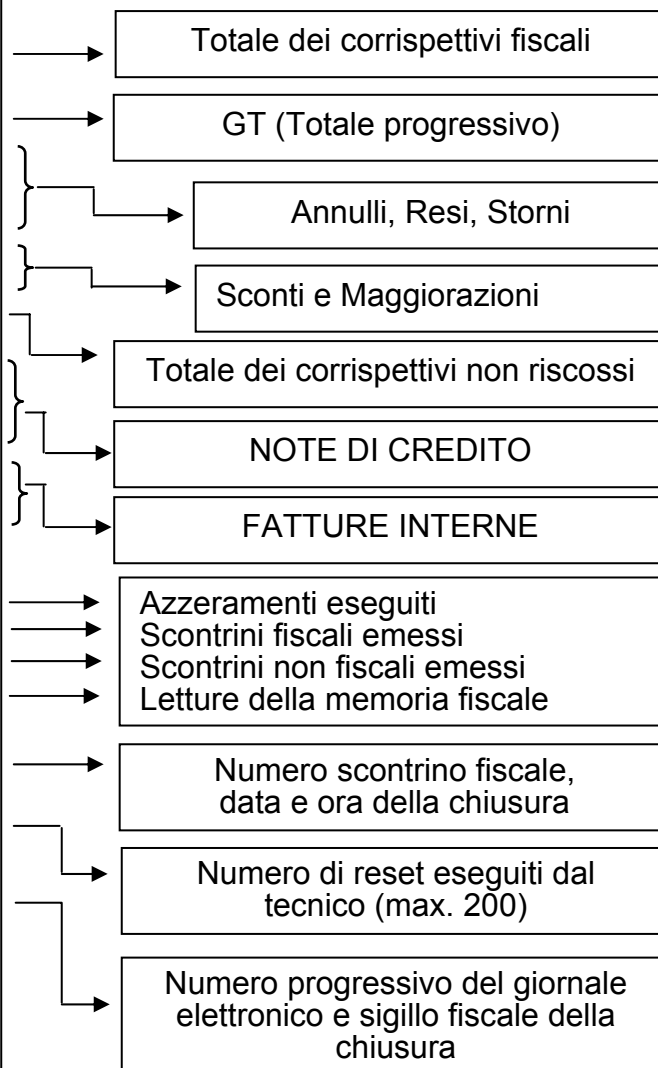 Totale dei corrispettivi fiscali
GT (Totale progressivo)
Annulli, Resi, Storni
Sconti e Maggiorazioni
Totale dei corrispettivi non riscossi
NOTE DI CREDITO
FATTURE INTERNE
Azzeramenti eseguiti
Scontrini fiscali emessi
Scontrini non fiscali emessi
Letture della memoria fiscale
Numero scontrino fiscale,
data e ora della chiusura
Numero di reset eseguiti dal
tecnico (max. 200)
Numero progressivo del giornale
elettronico e sigillo fiscale della
chiusura